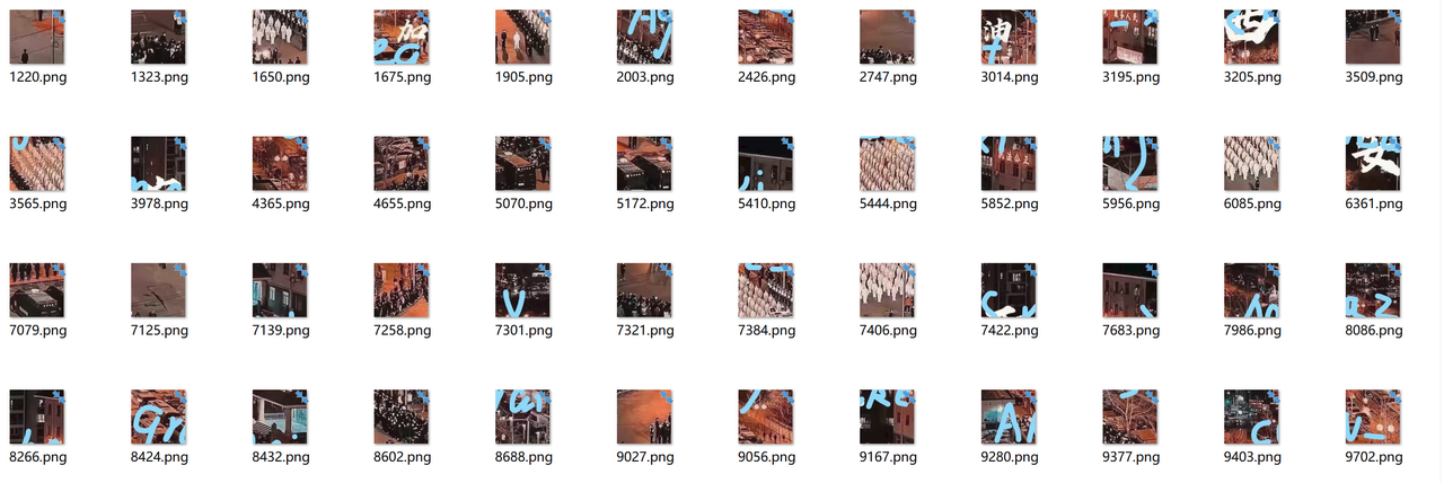 1220.png 1323.png 1650.png 1675.png 1905.png 2003.png 2426.png 2747.png 3014.png 3195.png 3205.png 3509.png
3565.png 3978.png 4365.png 4655.png 5070.png 5172.png 5410.png 5444.png 5852.png 5956.png 6085.png 6361.png
7079.png 7125.png 7139.png 7258.png 7301.png 7321.png 7384.png 7406.png 7422.png 7683.png 7986.png 8086.png
8266.png 8424.png 8432.png 8602.png 8688.png 9027.png 9056.png 9167.png 9280.png 9377.png 9403.png 9702.png
加
油
西
安